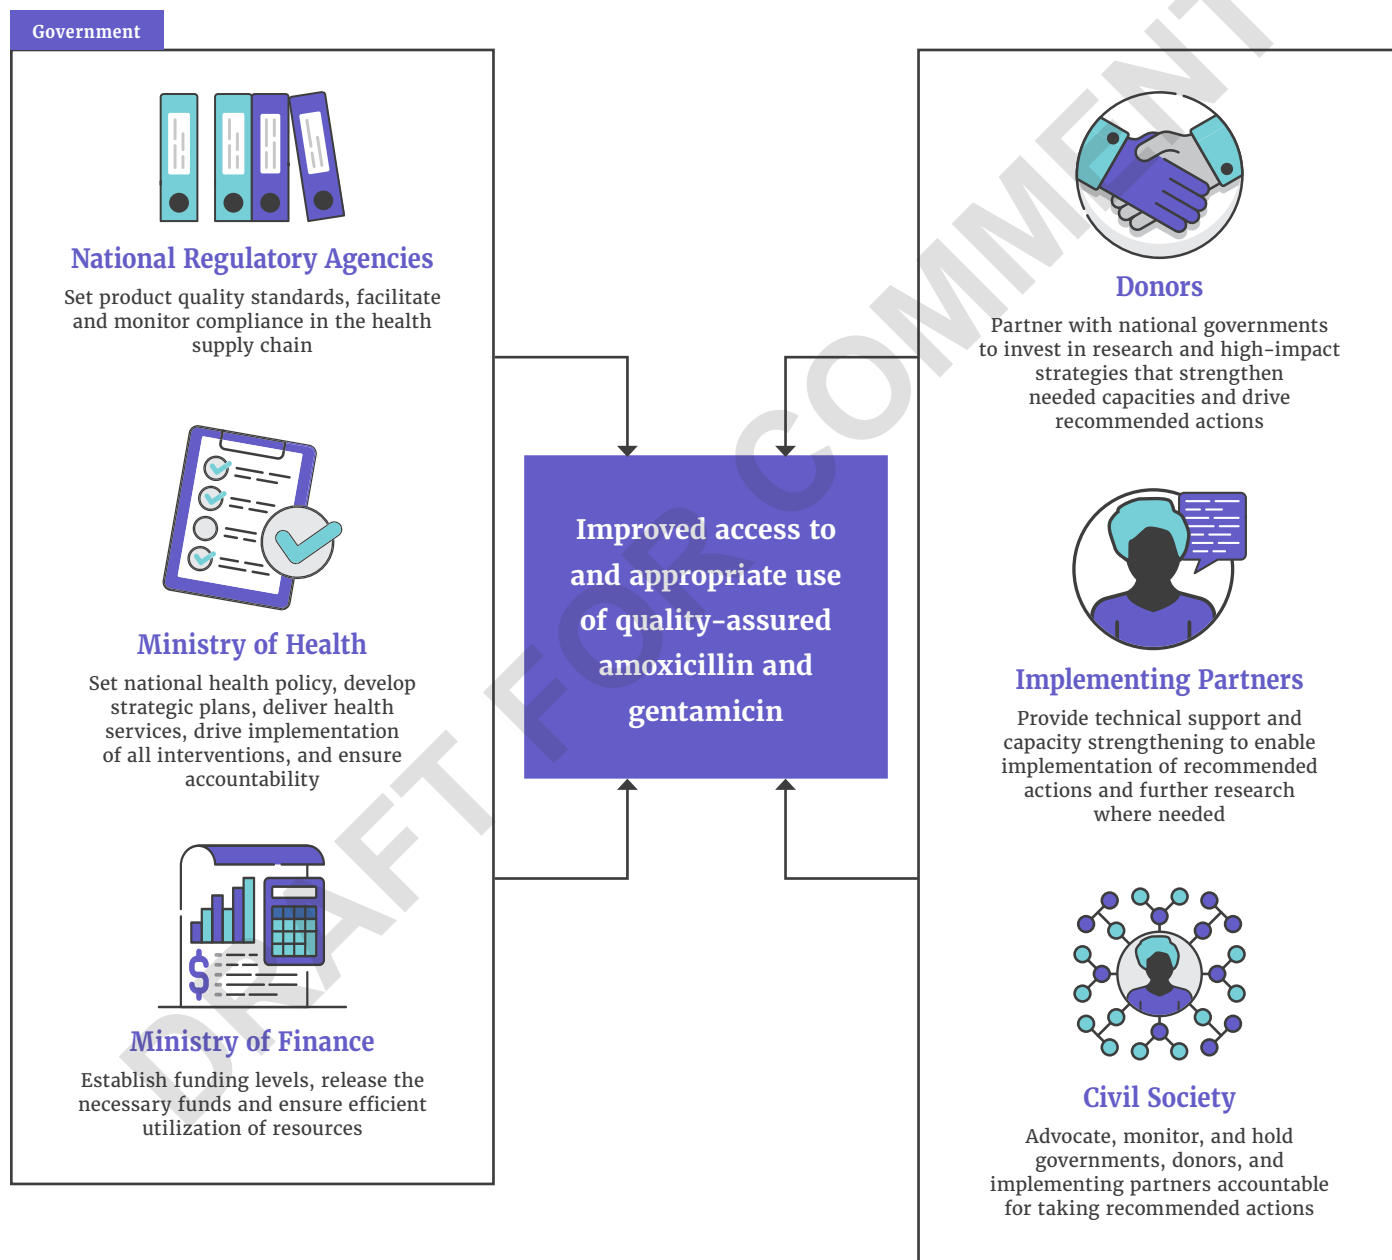 Government
National Regulatory Agencies
Set product quality standards, facilitate
and monitor compliance in the health
supply chain
Ministry of Health
Set national health policy, develop
strategic plans, deliver health
services, drive implementation
of all interventions, and ensure
accountability
Ministry of Finance
Establish funding levels, release the
necessary funds and ensure efficient
utilization of resources
Improved access to
and appropriate use
of quality-assured
amoxicillin and
gentamicin
Donors
Partner with national governments
to invest in research and high-impact
strategies that strengthen
needed capacities and drive
recommended actions
Implementing Partners
Provide technical support and
capacity strengthening to enable
implementation of recommended
actions and further research
where needed
Civil Society
Advocate, monitor, and hold
governments, donors, and
implementing partners accountable
for taking recommended actions
DRAFT FOR COMMENT